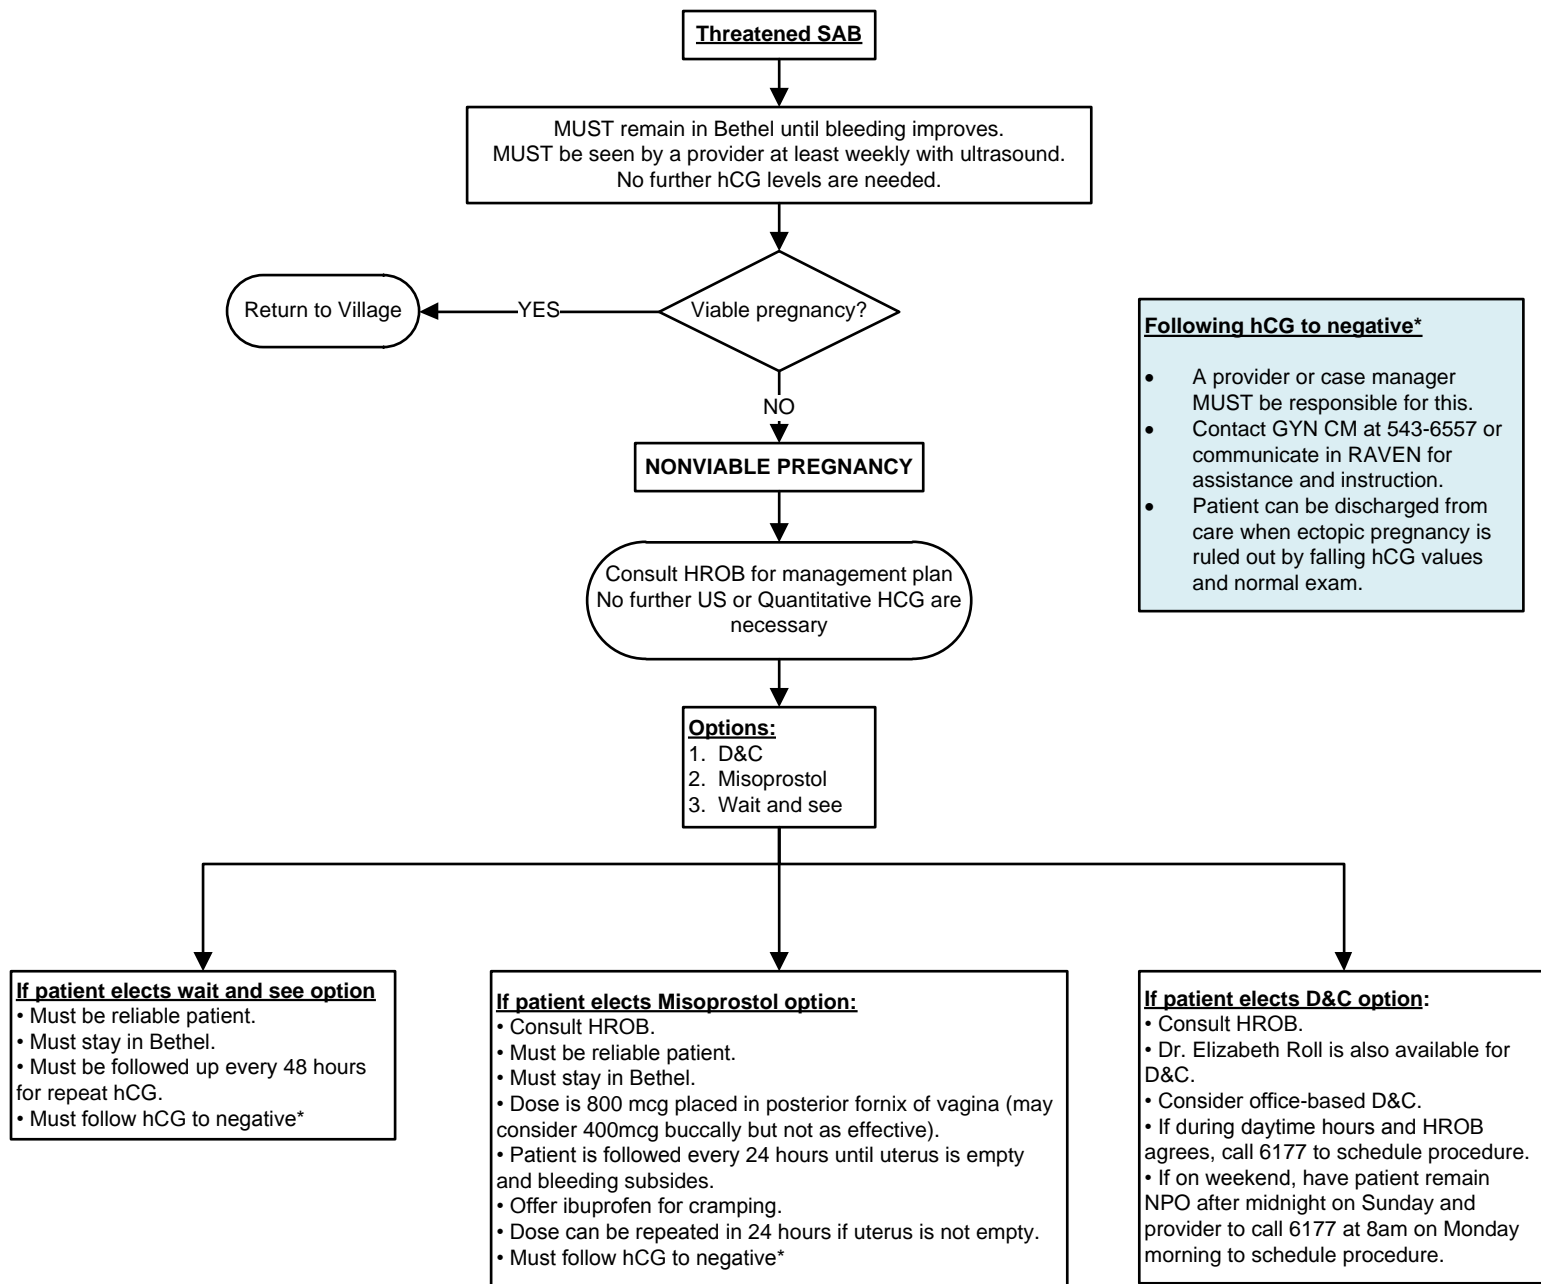 Threatened SAB
MUST remain in Bethel until bleeding improves.
MUST be seen by a provider at least weekly with ultrasound.
No further hCG levels are needed.
Viable pregnancy?
YES
Return to Village
NO
NONVIABLE PREGNANCY
Consult HROB for management plan
No further US or Quantitative HCG are
necessary
Options:
1. D&C
2. Misoprostol
3. Wait and see
Following hCG to negative*
• A provider or case manager
MUST be responsible for this.
• Contact GYN CM at 543-6557 or
communicate in RAVEN for
assistance and instruction.
• Patient can be discharged from
care when ectopic pregnancy is
ruled out by falling hCG values
and normal exam.
If patient elects wait and see option
• Must be reliable patient.
• Must stay in Bethel.
• Must be followed up every 48 hours
for repeat hCG.
• Must follow hCG to negative*
If patient elects Misoprostol option:
• Consult HROB.
• Must be reliable patient.
• Must stay in Bethel.
• Dose is 800 mcg placed in posterior fornix of vagina (may
consider 400mcg buccally but not as effective).
• Patient is followed every 24 hours until uterus is empty
and bleeding subsides.
• Offer ibuprofen for cramping.
• Dose can be repeated in 24 hours if uterus is not empty.
• Must follow hCG to negative*
If patient elects D&C option:
• Consult HROB.
• Dr. Elizabeth Roll is also available for
D&C.
• Consider office-based D&C.
• If during daytime hours and HROB
agrees, call 6177 to schedule procedure.
• If on weekend, have patient remain
NPO after midnight on Sunday and
provider to call 6177 at 8am on Monday
morning to schedule procedure.